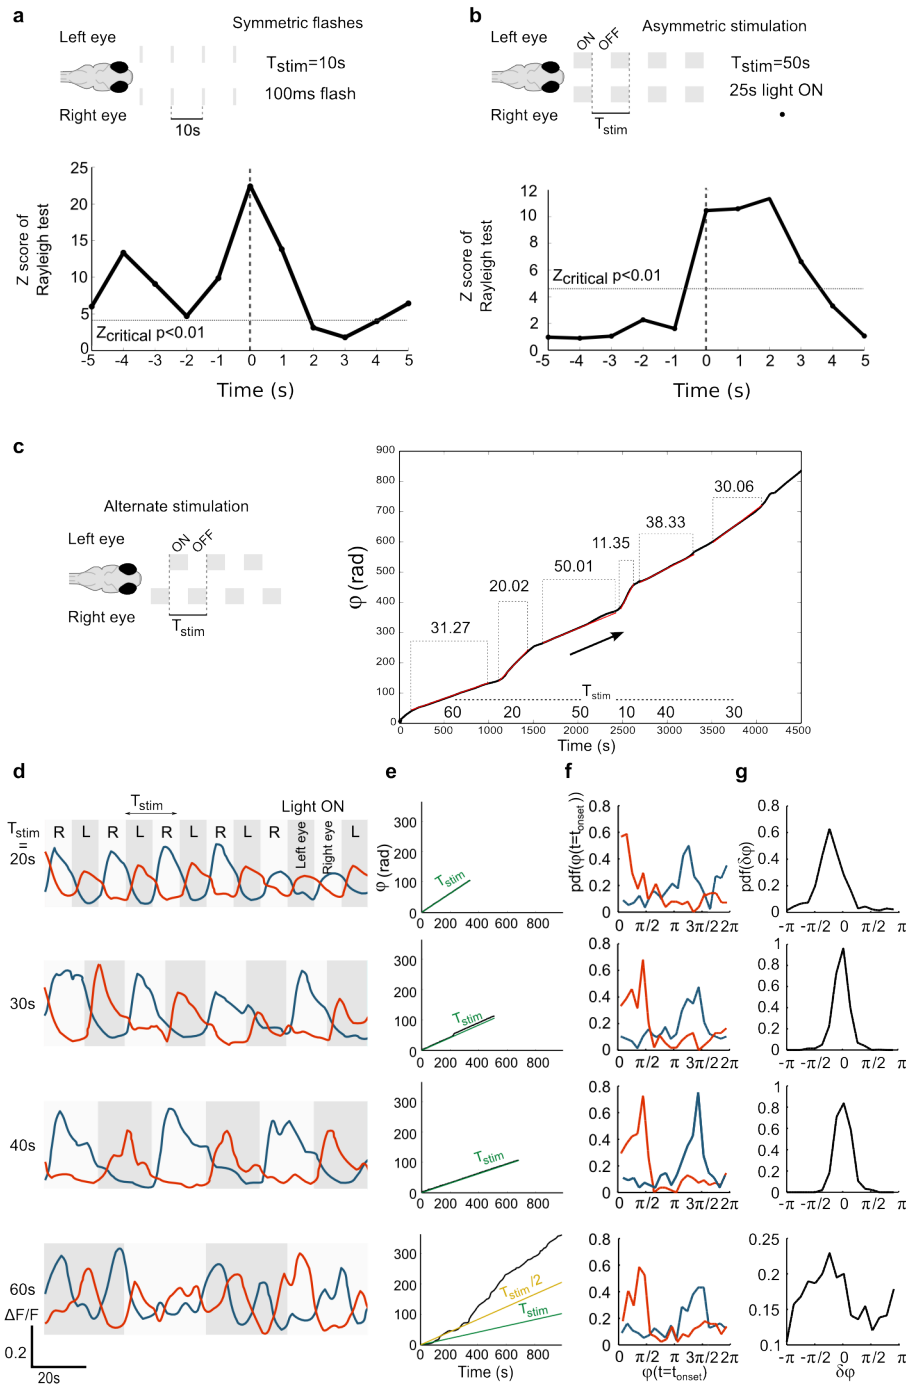 a
Symmetric flashes
Left eye
Tstim=10s
100ms flash
Right eye
10s
Z score of
Rayleigh test
25
20
15
10
5
0
Zcritical p<0.01
-5 -4 -3 -2 -1 0 1 2 3 4 5
Time (s)
b
Asymmetric stimulation
ON OFF
Left eye
Tstim=50s
25s light ON
Right eye
Tstim
Z score of
Rayleigh test
12
10
8
6
4
2
0
Zcritical p<0.01
-5 -4 -3 -2 -1 0 1 2 3 4 5
Time (s)
c
Alternate stimulation
Left eye
ON OFF
Right eye
Tstim
φ (rad)
900
800
700
600
500
400
300
200
100
0
31.27
20.02
50.01
11.35
38.33
30.06
Tstim
60 20 50 10 40 30
0 500 1000 1500 2000 2500 3000 3500 4000 4500
Time (s)
d
Tstim
Light ON
Tstim
=
20s
R L L R L R L R L R
Left eye
Right eye
L
30s
40s
60s
ΔF/F
0.2
20s
e
φ (rad)
300
200
100
0
Tstim
0 200 400 600 800
300
200
100
0
Tstim
0 200 400 600 800
300
200
100
0
Tstim
0 200 400 600 800
300
200
100
0
Tstim/2
Tstim
0 200 400 600 800
Time (s)
f
pdf(φ(t=tonset))
0.8
0.6
0.4
0.2
0
0 π/2 π 3π/2 2π
0.8
0.6
0.4
0.2
0
0 π/2 π 3π/2 2π
0.8
0.6
0.4
0.2
0
0 π/2 π 3π/2 2π
0.8
0.6
0.4
0.2
0
0 π/2 π 3π/2 2π
φ(t=tonset)
g
pdf(δφ)
0.8
0.6
0.4
0.2
0
-π -π/2 0 π/2 π
1
0.8
0.6
0.4
0.2
0
-π -π/2 0 π/2 π
1
0.8
0.6
0.4
0.2
0
-π -π/2 0 π/2 π
0.25
0.20
0.15
0.1
-π -π/2 0 π/2 π
δφ